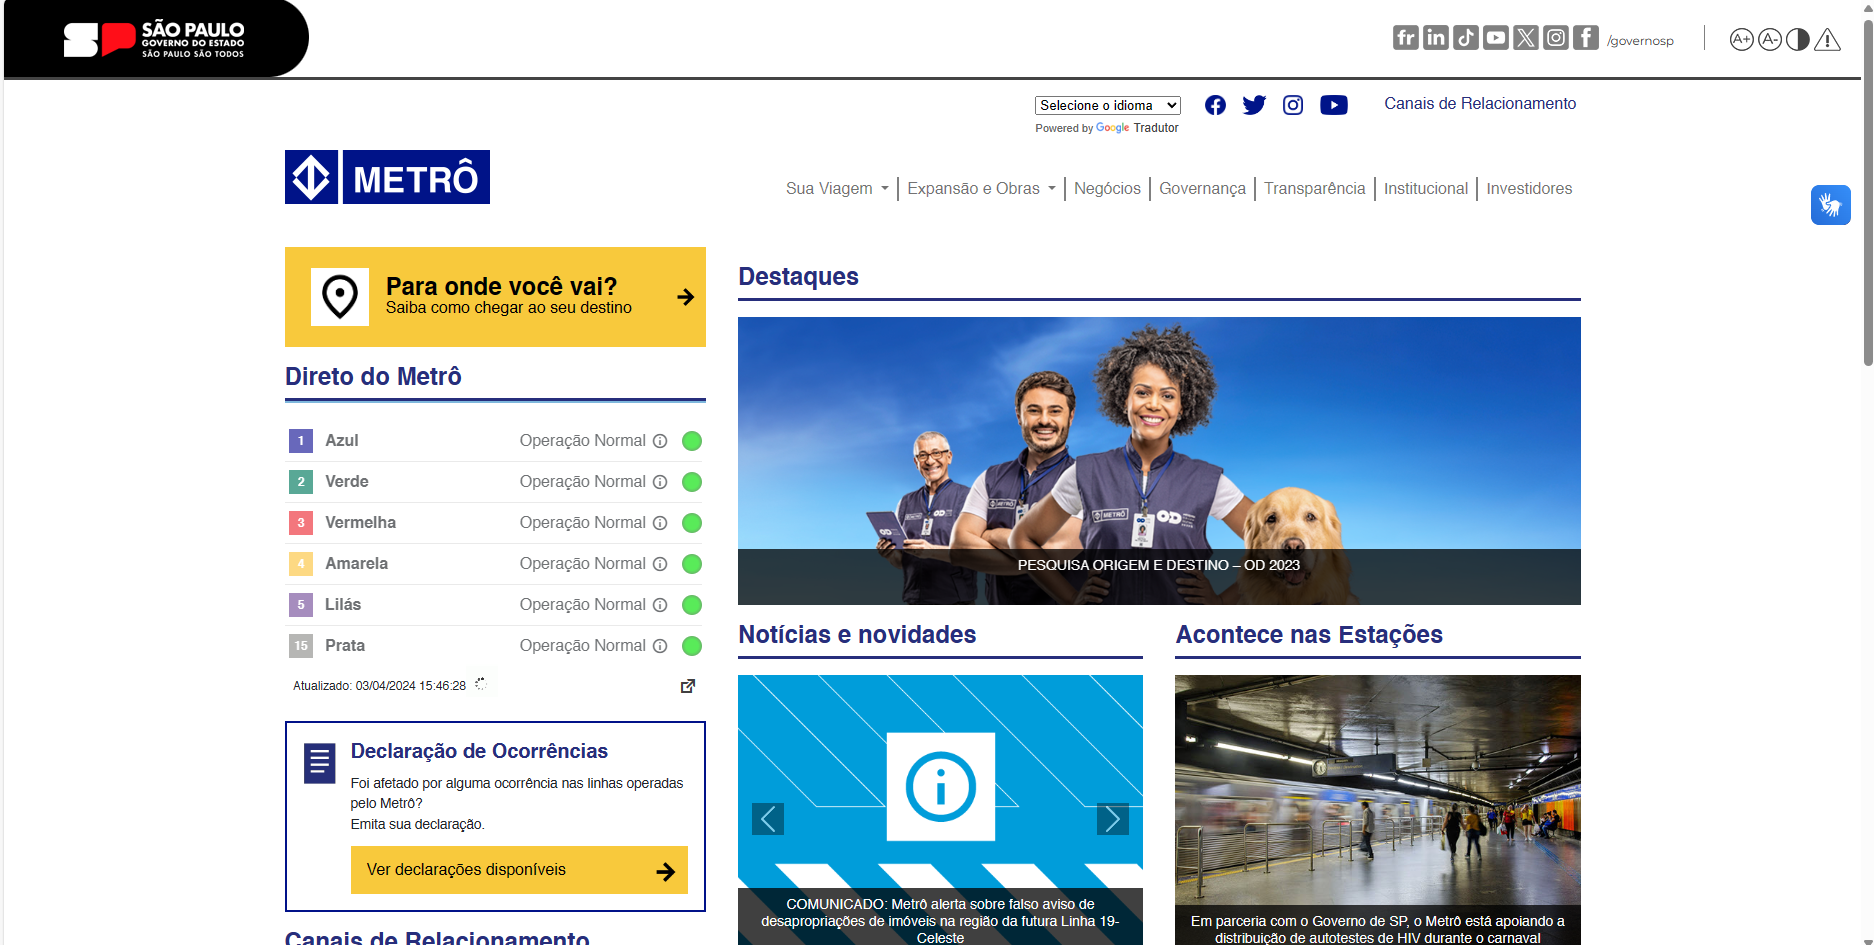 SÃO PAULO
GOVERNO DO ESTADO
SÃO PAULO SÃO TODOS
/governosp
A+ A-
Selecione o idioma
Powered by Google Tradutor
Canais de Relacionamento
METRÔ
Sua Viagem
Expansão e Obras
Negócios
Governança
Transparência
Institucional
Investidores
Para onde você vai?
Saiba como chegar ao seu destino
Direto do Metrô
1 Azul Operação Normal
2 Verde Operação Normal
3 Vermelha Operação Normal
4 Amarela Operação Normal
5 Lilás Operação Normal
15 Prata Operação Normal
Atualizado: 03/04/2024 15:46:28
Declaração de Ocorrências
Foi afetado por alguma ocorrência nas linhas operadas
pelo Metrô?
Emita sua declaração.
Ver declarações disponíveis
Canais de Relacionamento
Destaques
METRÔ
OD
PESQUISA ORIGEM E DESTINO – OD 2023
Notícias e novidades
COMUNICADO: Metrô alerta sobre falso aviso de
desapropriações de imóveis na região da futura Linha 19-
Celeste
Acontece nas Estações
Em parceria com o Governo de SP, o Metrô está apoiando a
distribuição de autotestes de HIV durante o carnaval